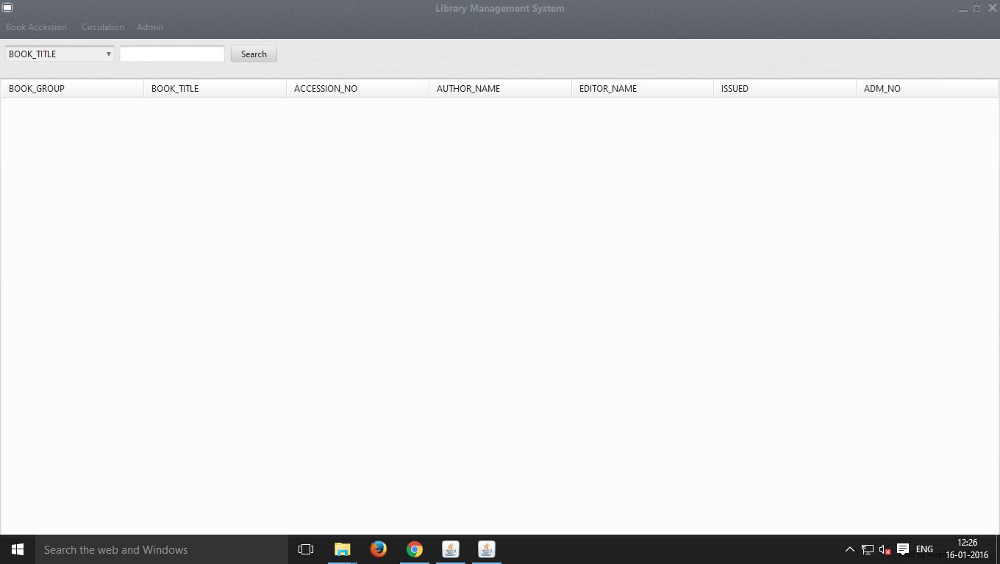 Library Management System
Book Accession Circulation Admin
BOOK_TITLE Search
BOOK_GROUP BOOK_TITLE ACCESSION_NO AUTHOR_NAME EDITOR_NAME ISSUED ADM_NO
Search the web and Windows
ENG
12:26
16-01-2016